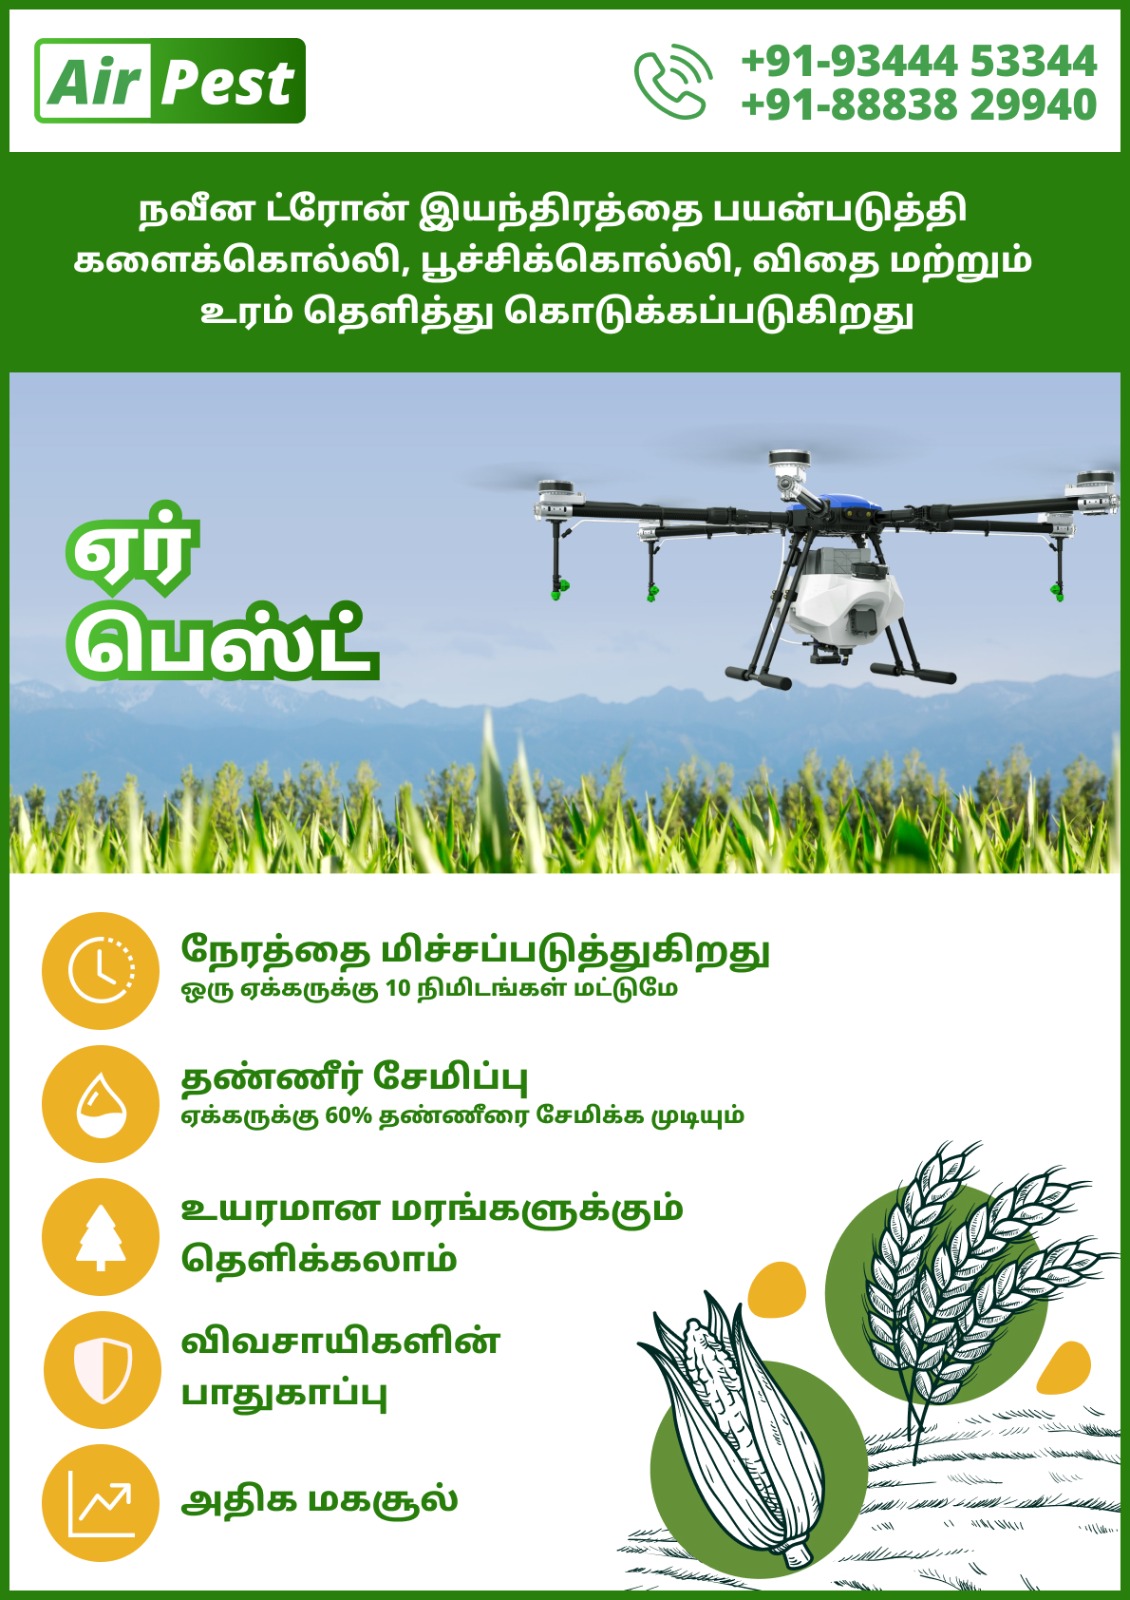 Air Pest
+91-93444 53344
+91-88838 29940
நவீன ட்ரோன் இயந்திரத்தை பயன்படுத்தி
களைக்கொல்லி, பூச்சிக்கொல்லி, விதை மற்றும்
உரம் தெளித்து கொடுக்கப்படுகிறது
ஏர்
பெஸ்ட்
நேரத்தை மிச்சப்படுத்துகிறது
ஒரு ஏக்கருக்கு 10 நிமிடங்கள் மட்டுமே
தண்ணீர் சேமிப்பு
ஏக்கருக்கு 60% தண்ணீரை சேமிக்க முடியும்
உயரமான மரங்களுக்கும்
தெளிக்கலாம்
விவசாயிகளின்
பாதுகாப்பு
அதிக மகசூல்